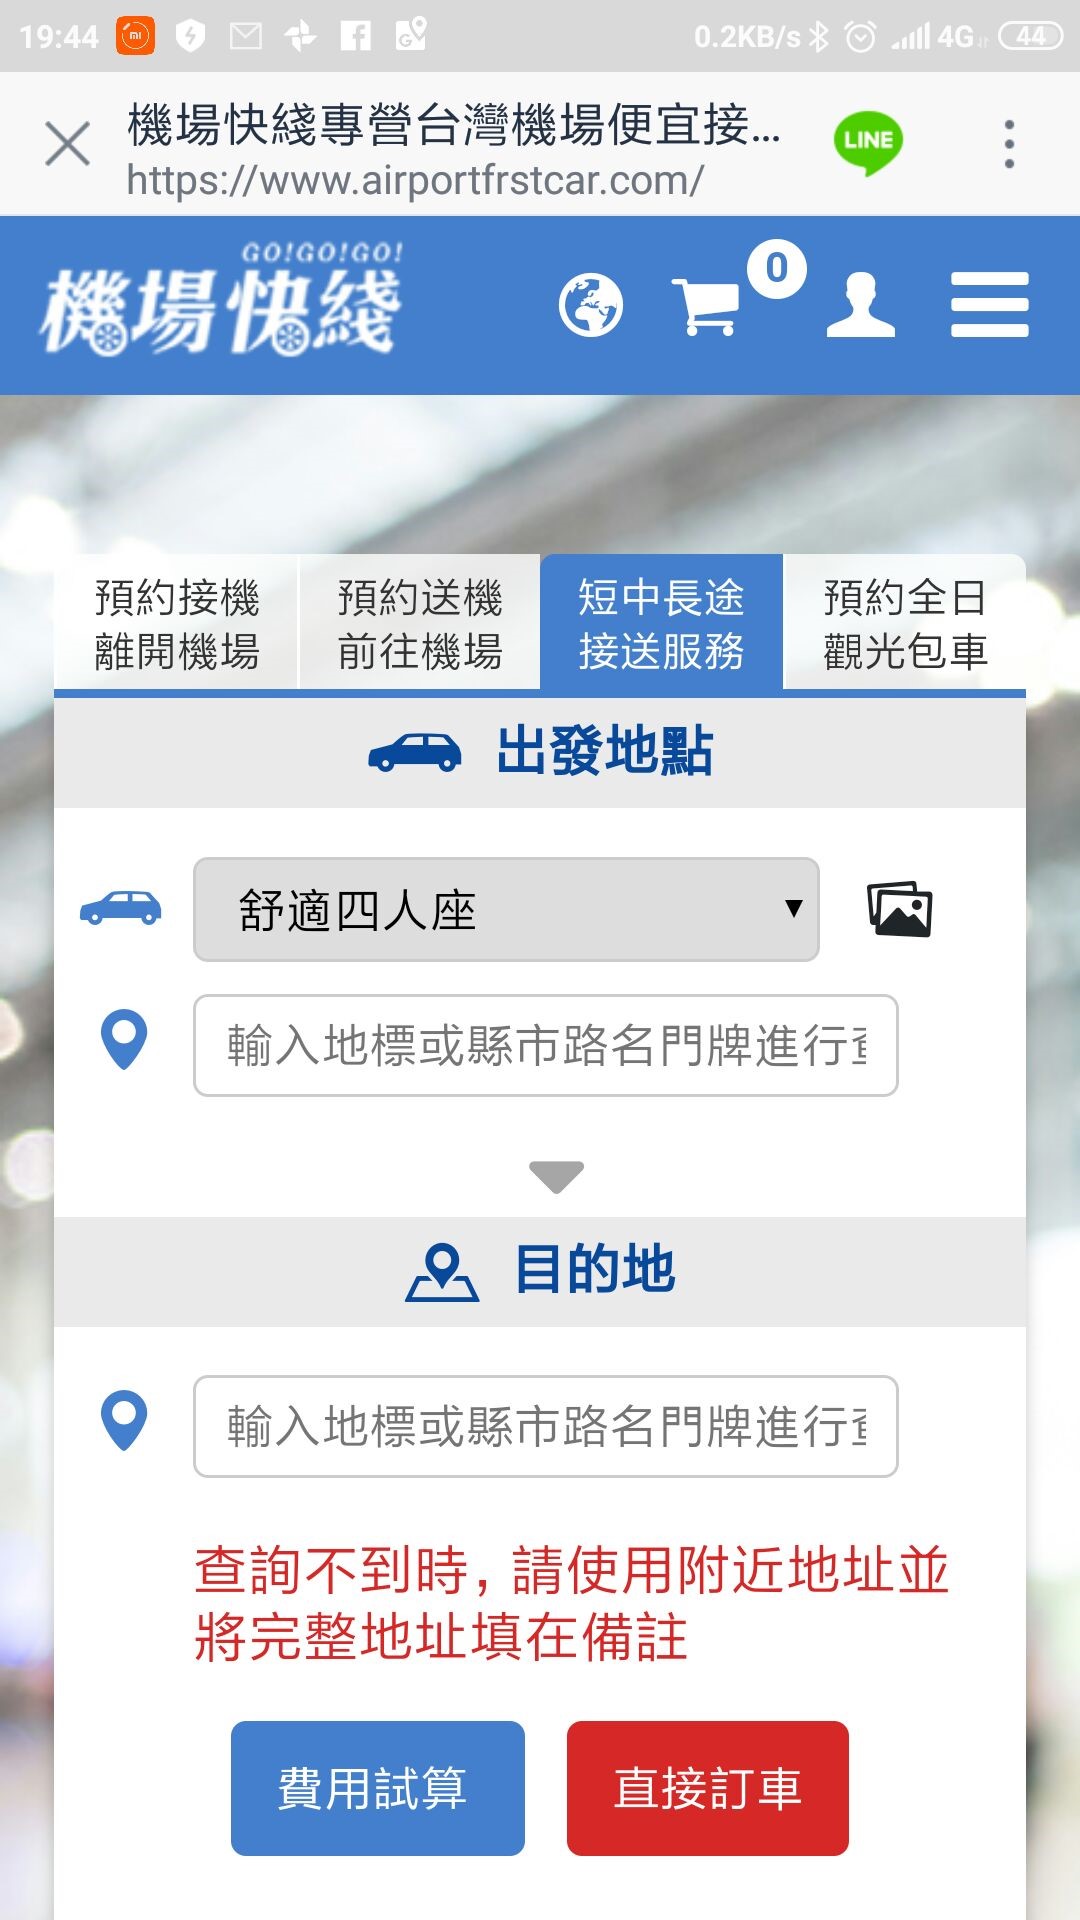 19:44
0.2KB/s 4G 44
機場快綫專營台灣機場便宜接...
https://www.airportfrstcar.com/
LINE
GO!GO!GO!
機場快綫
0
預約接機
離開機場
預約送機
前往機場
短中長途
接送服務
預約全日
觀光包車
出發地點
舒適四人座
輸入地標或縣市路名門牌進行
目的地
輸入地標或縣市路名門牌進行
查詢不到時，請使用附近地址並
將完整地址填在備註
費用試算
直接訂車